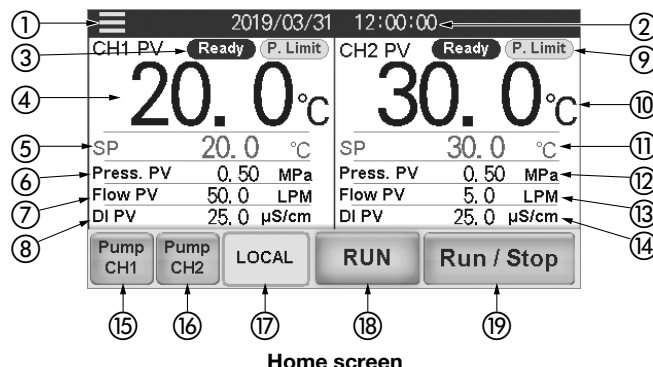 ① 2019/03/31 12:00:00 ②
③ CH1 PV Ready P. Limit CH2 PV Ready P. Limit ⑨
④ 20. 0 °C 30. 0 °C ⑩
⑤ SP 20. 0 °C SP 30. 0 °C ⑪
⑥ Press. PV 0. 50 MPa Press. PV 0. 50 MPa ⑫
⑦ Flow PV 50. 0 LPM Flow PV 5. 0 LPM ⑬
⑧ DI PV 25. 0 µS/cm DI PV 25. 0 µS/cm ⑭
Pump CH1
Pump CH2
LOCAL
RUN
Run / Stop
⑮ ⑯ ⑰ ⑱ ⑲
Home screen